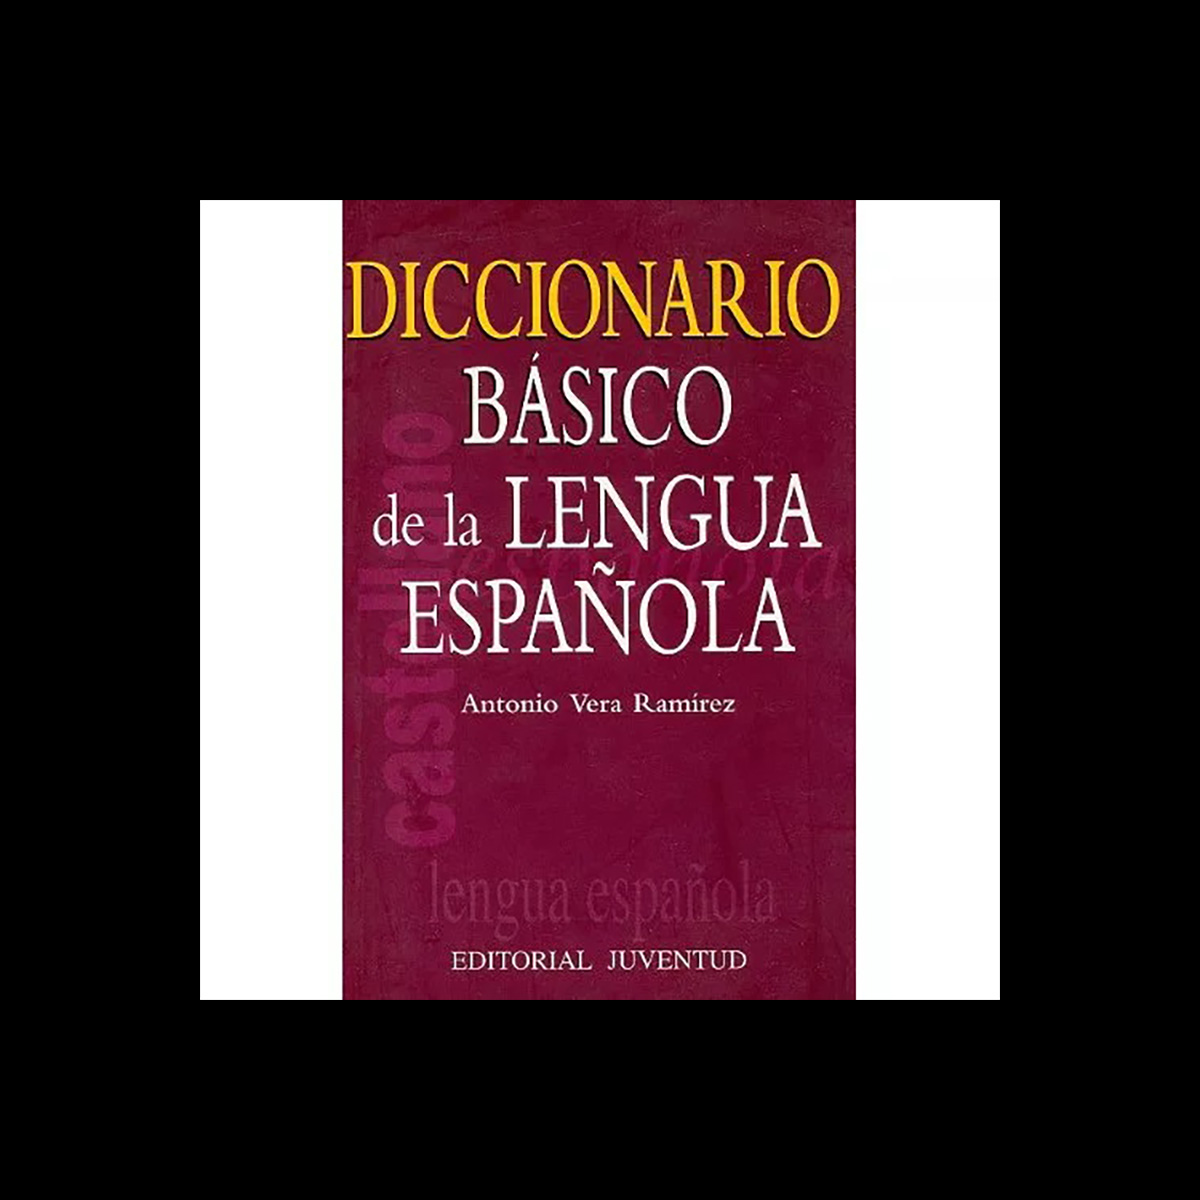 DICCIONARIO
BÁSICO
de la LENGUA
española
ESPAÑOLA
Antonio Vera Ramírez
castellano
lengua española
EDITORIAL JUVENTUD